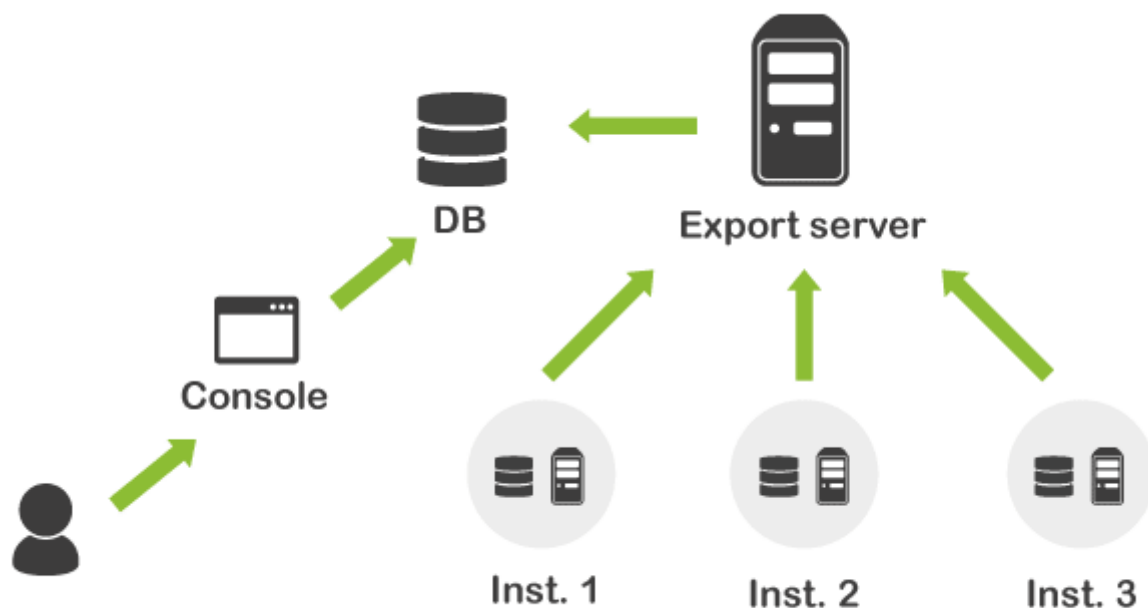 DB
Export server
Console
Inst. 1
Inst. 2
Inst. 3